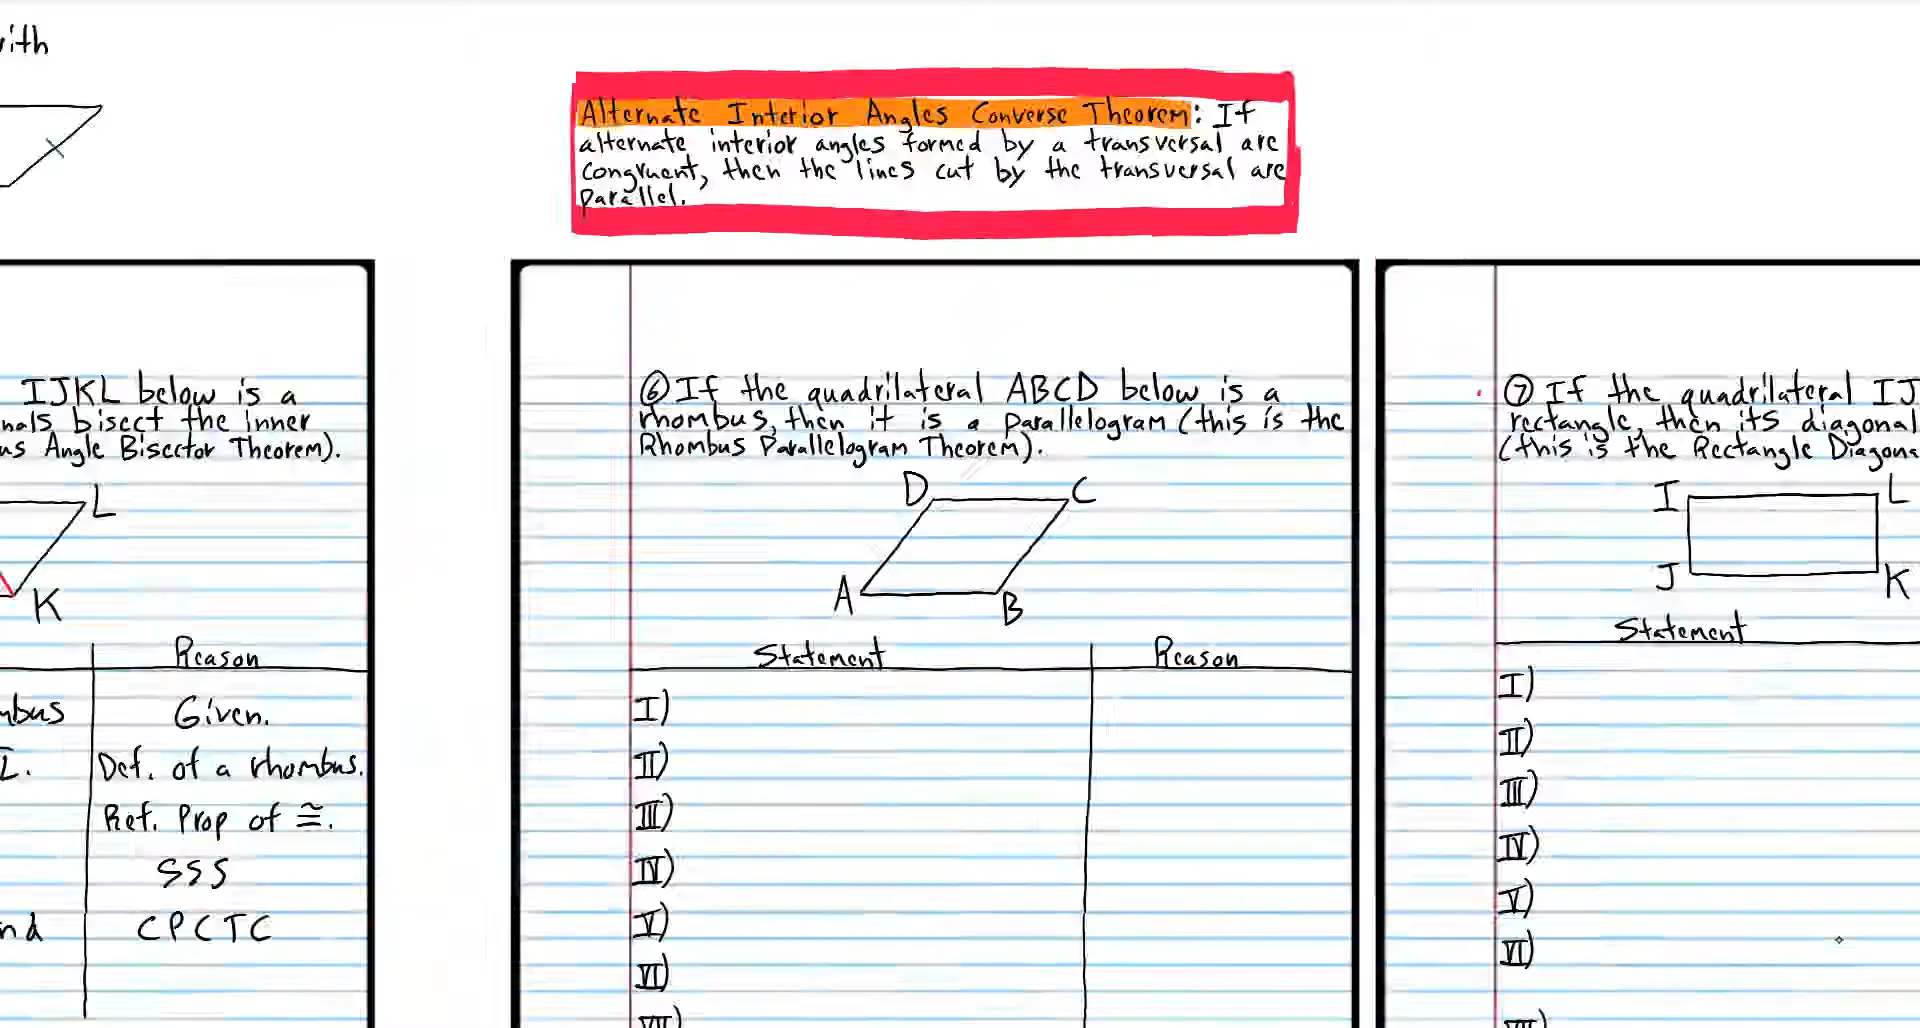 with
Alternate Interior Angles Converse Theorem: If
alternate interior angles formed by a transversal are
congruent, then the lines cut by the transversal are
parallel.
IJKL below is a
nals bisect the inner
us Angle Bisector Theorem).
L
K
Reason
mbus Given.
Def. of a rhombus.
Ref. Prop of ≅.
SSS
nd CPCTC
⑥ If the quadrilateral ABCD below is a
rhombus, then it is a parallelogram (this is the
Rhombus Parallelogram Theorem).
D C
A B
Statement Reason
I)
II)
III)
IV)
V)
VI)
VII)
⑦ If the quadrilateral IJ
rectangle, then its diagonal
(this is the Rectangle Diagona
I L
J K
Statement
I)
II)
III)
IV)
V)
VI)